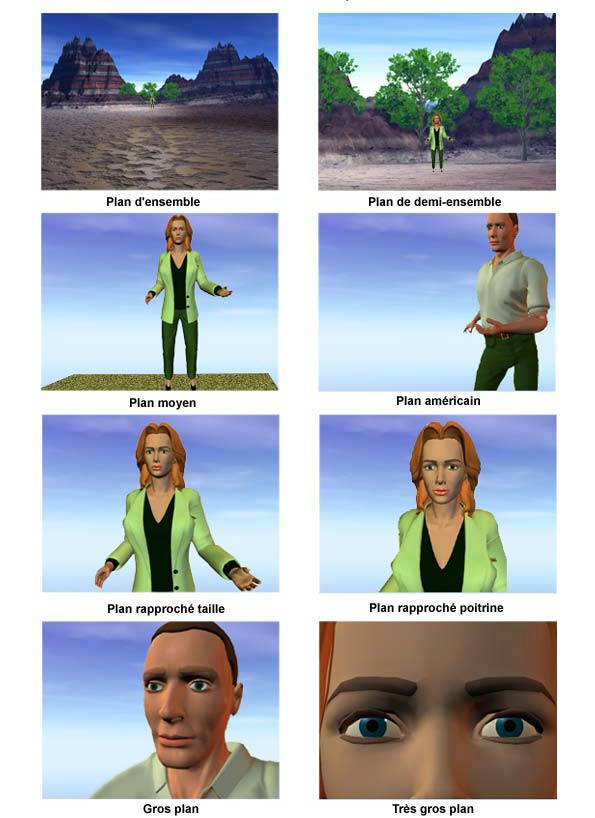 Plan d'ensemble
Plan de demi-ensemble
Plan moyen
Plan américain
Plan rapproché taille
Plan rapproché poitrine
Gros plan
Très gros plan